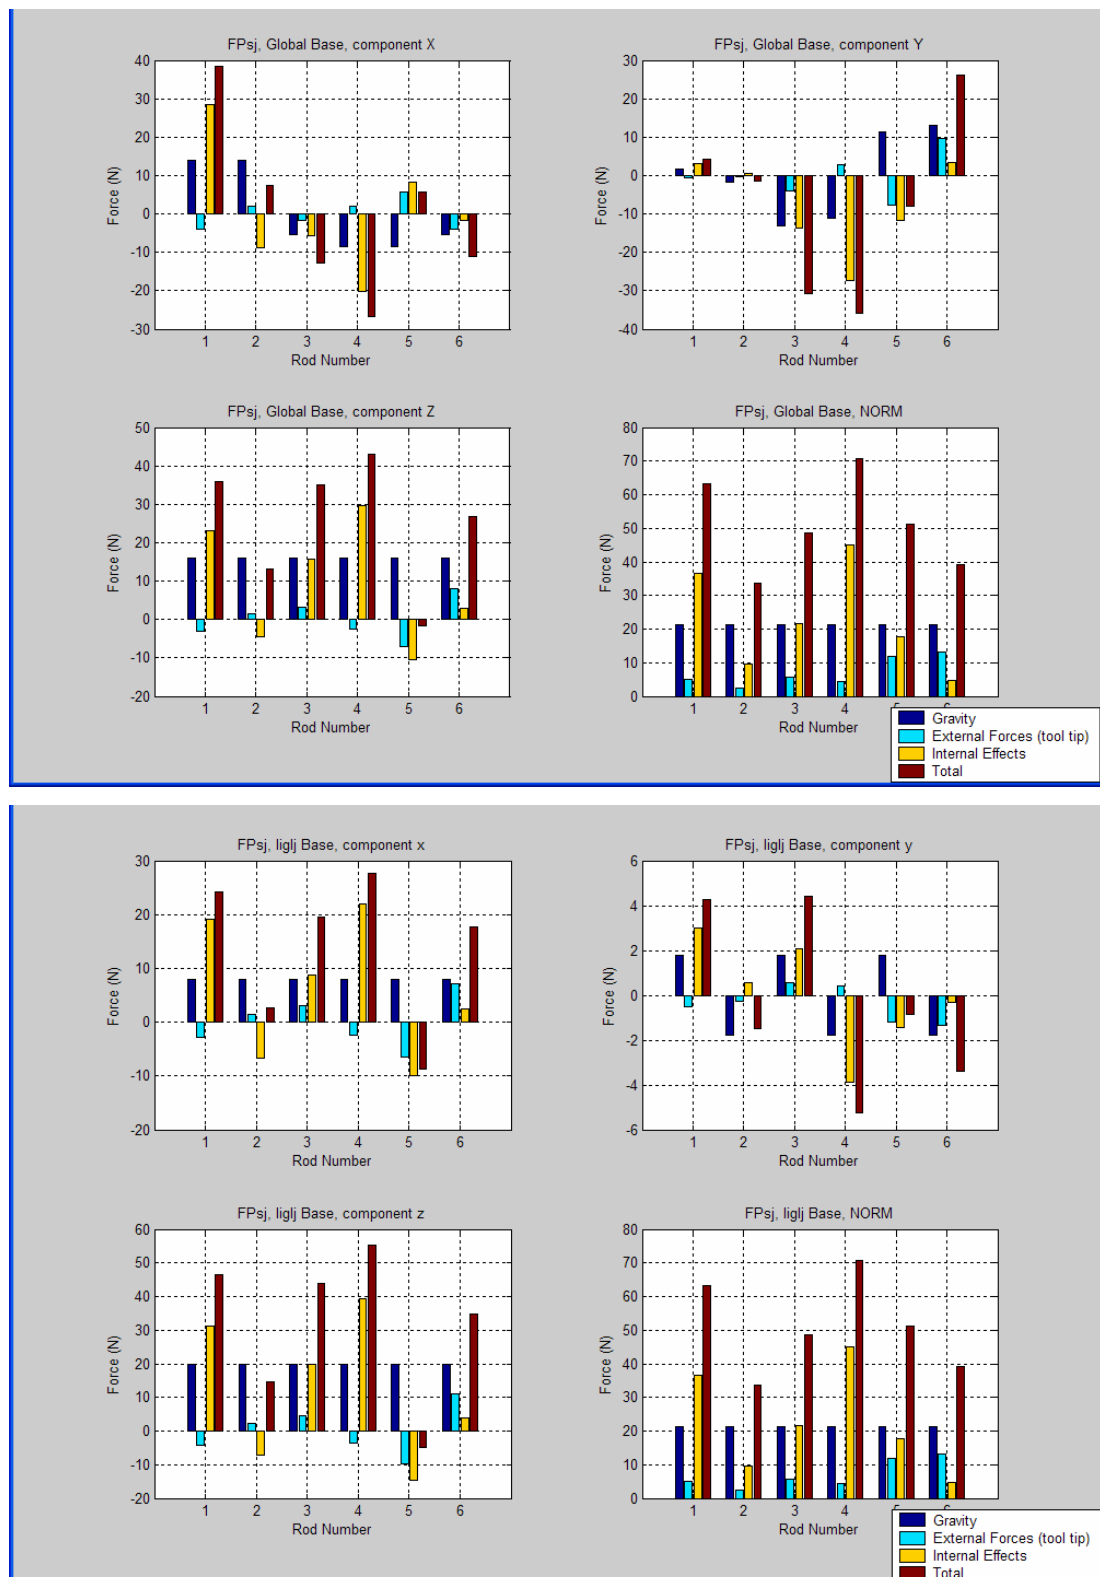 FPsj, Global Base, component X
Force (N)
40
30
20
10
0
-10
-20
-30
1 2 3 4 5 6
Rod Number
FPsj, Global Base, component Y
Force (N)
30
20
10
0
-10
-20
-30
-40
1 2 3 4 5 6
Rod Number
FPsj, Global Base, component Z
Force (N)
50
40
30
20
10
0
-10
-20
1 2 3 4 5 6
Rod Number
FPsj, Global Base, NORM
Force (N)
80
70
60
50
40
30
20
10
0
1 2 3 4 5 6
Rod Number
Gravity
External Forces (tool tip)
Internal Effects
Total
FPsj, liglj Base, component x
Force (N)
30
20
10
0
-10
-20
1 2 3 4 5 6
Rod Number
FPsj, liglj Base, component y
Force (N)
6
4
2
0
-2
-4
-6
1 2 3 4 5 6
Rod Number
FPsj, liglj Base, component z
Force (N)
60
50
40
30
20
10
0
-10
-20
1 2 3 4 5 6
Rod Number
FPsj, liglj Base, NORM
Force (N)
80
70
60
50
40
30
20
10
0
1 2 3 4 5 6
Rod Number
Gravity
External Forces (tool tip)
Internal Effects
Total